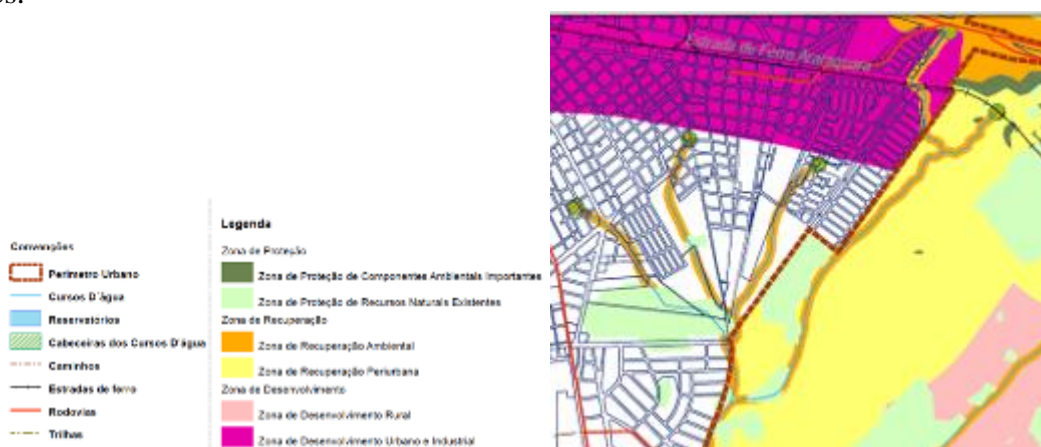 os.
Estrada de Ferro Araraquara
Convenções
Perímetro Urbano
Cursos D'água
Reservatórios
Cabeceiras dos Cursos D'água
Caminhos
Estradas de ferro
Rodovias
Trilhas
Legenda
Zona de Proteção
Zona de Proteção de Componentes Ambientais Importantes
Zona de Proteção de Recursos Naturais Existentes
Zona de Recuperação
Zona de Recuperação Ambiental
Zona de Recuperação Periurbana
Zona de Desenvolvimento
Zona de Desenvolvimento Rural
Zona de Desenvolvimento Urbano e Industrial